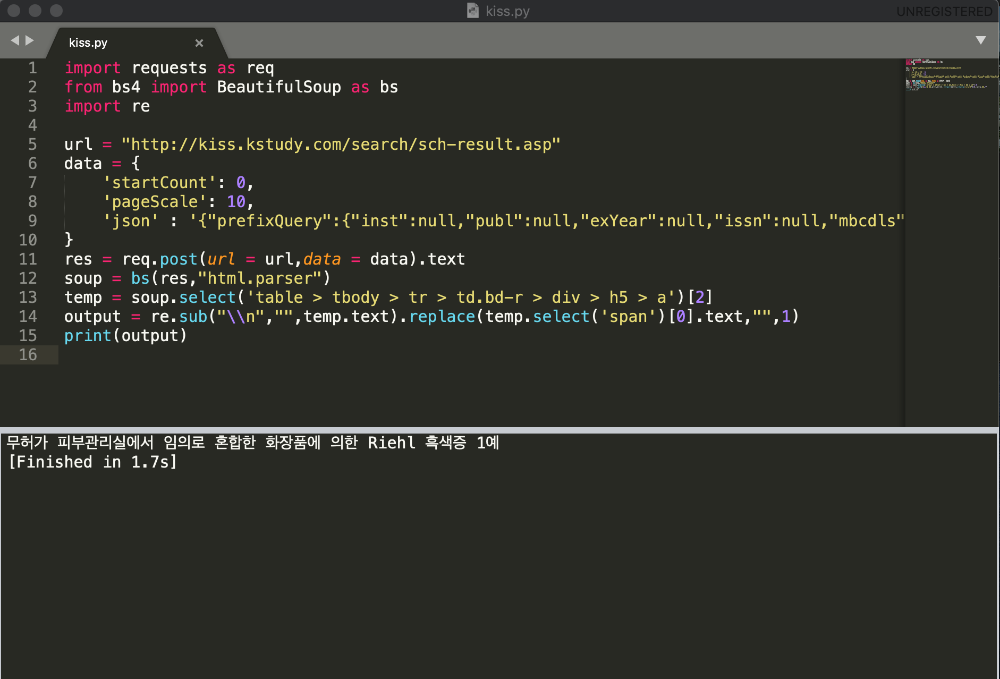 kiss.py
UNREGISTERED
kiss.py ×
1 import requests as req
2 from bs4 import BeautifulSoup as bs
3 import re
4
5 url = "http://kiss.kstudy.com/search/sch-result.asp"
6 data = {
7 'startCount': 0,
8 'pageScale': 10,
9 'json' : '{"prefixQuery":{"inst":null,"publ":null,"exYear":null,"issn":null,"mbcdls"
10 }
11 res = req.post(url = url,data = data).text
12 soup = bs(res,"html.parser")
13 temp = soup.select('table > tbody > tr > td.bd-r > div > h5 > a')[2]
14 output = re.sub("\\n","",temp.text).replace(temp.select('span')[0].text,"",1)
15 print(output)
16
무허가 피부관리실에서 임의로 혼합한 화장품에 의한 Riehl 흑색증 1예
[Finished in 1.7s]